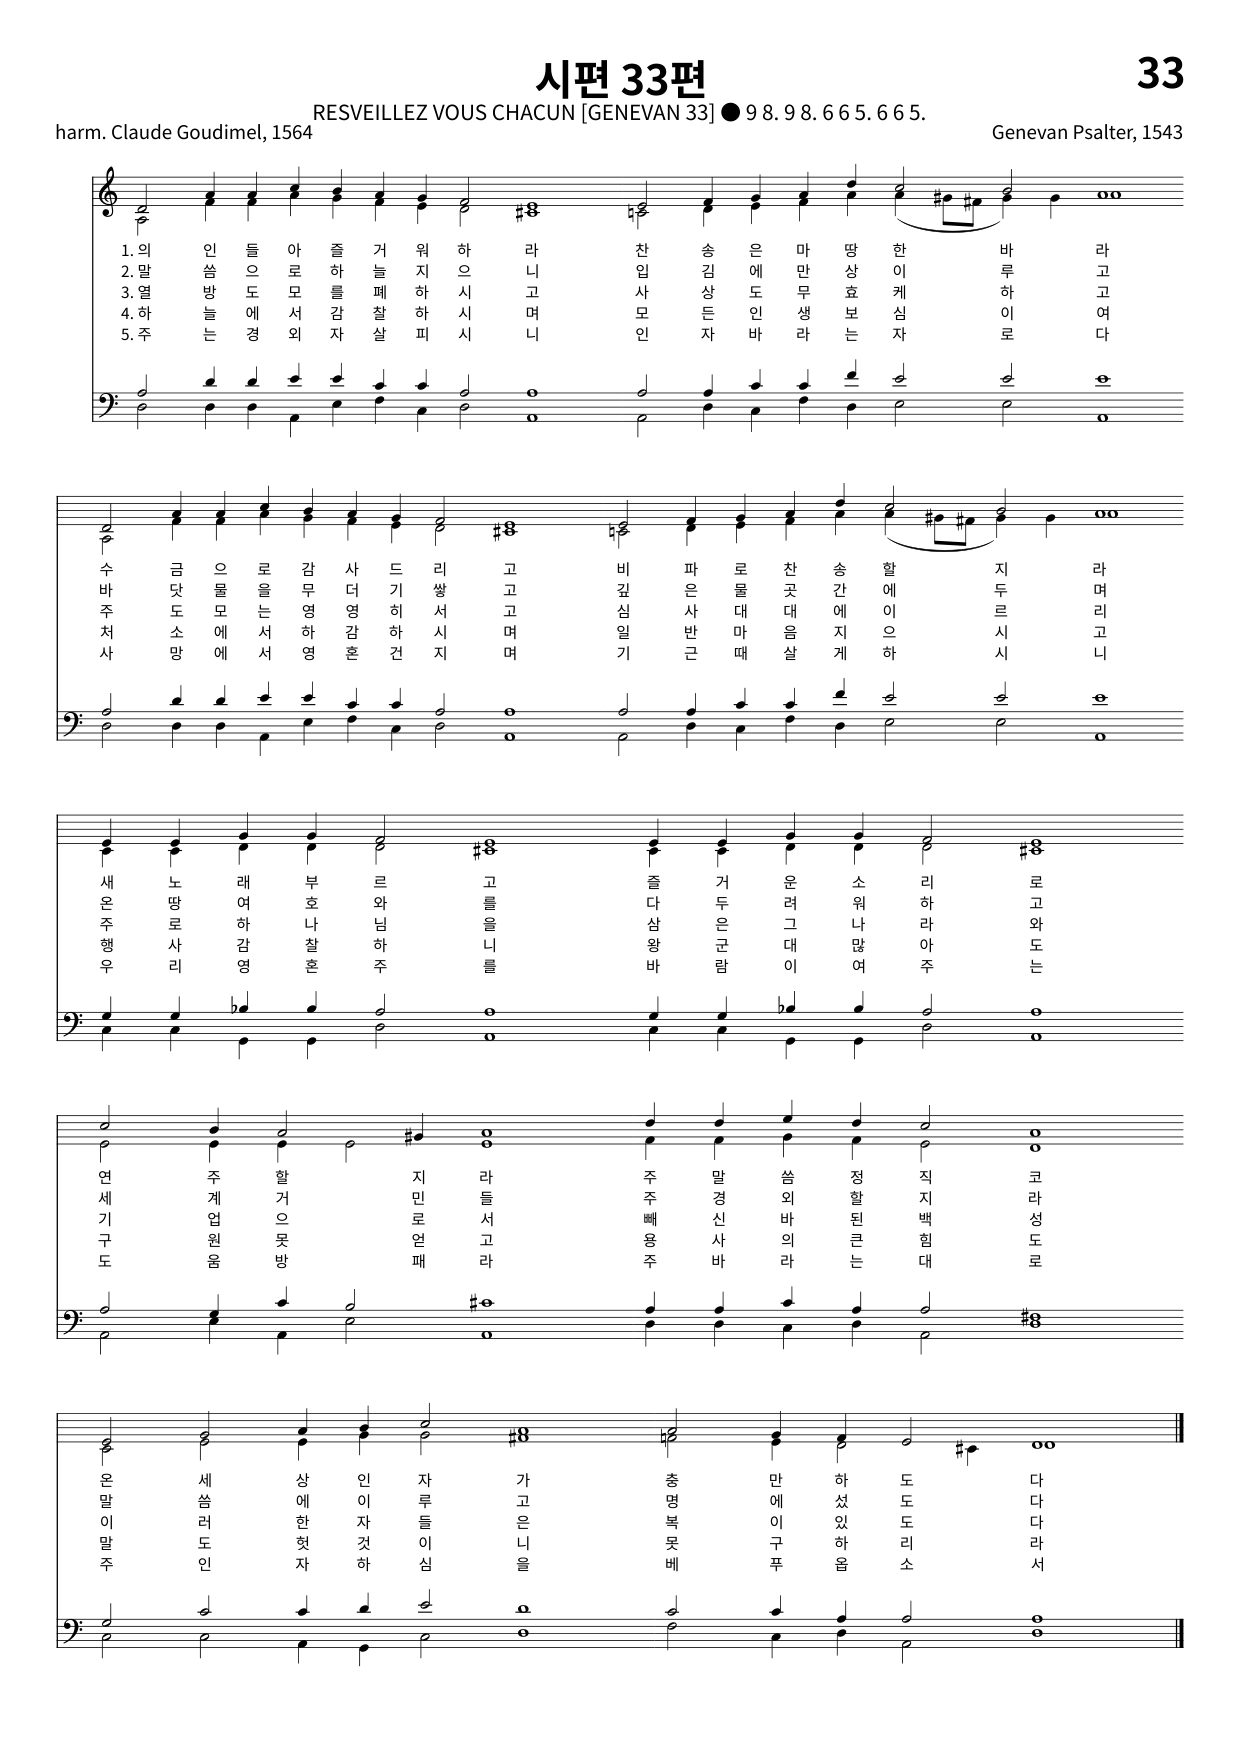 시편 33편
33
RESVEILLEZ VOUS CHACUN [GENEVAN 33] ● 9 8. 9 8. 6 6 5. 6 6 5.
harm. Claude Goudimel, 1564
Genevan Psalter, 1543
1. 의 인 들 아 즐 거 워 하 라 찬 송 은 마 땅 한 바 라
2. 말 씀 으 로 하 늘 지 으 니 입 김 에 만 상 이 루 고
3. 열 방 도 모 를 폐 하 시 고 사 상 도 무 효 케 하 고
4. 하 늘 에 서 감 찰 하 시 며 모 든 인 생 보 심 이 여
5. 주 는 경 외 자 살 피 시 니 인 자 바 라 는 자 로 다
수 금 으 로 감 사 드 리 고 비 파 로 찬 송 할 지 라
바 닷 물 을 무 더 기 쌓 고 깊 은 물 곳 간 에 두 며
주 도 모 는 영 영 히 서 고 심 사 대 대 에 이 르 리
처 소 에 서 하 감 하 시 며 일 반 마 음 지 으 시 고
사 망 에 서 영 혼 건 지 며 기 근 때 살 게 하 시 니
새 노 래 부 르 고 즐 거 운 소 리 로
온 땅 여 호 와 를 다 두 려 워 하 고
주 로 하 나 님 을 삼 은 그 나 라 와
행 사 감 찰 하 니 왕 군 대 많 아 도
우 리 영 혼 주 를 바 람 이 여 주 는
연 주 할 지 라 주 말 씀 정 직 코
세 계 거 민 들 주 경 외 할 지 라
기 업 으 로 서 빼 신 바 된 백 성
구 원 못 얻 고 용 사 의 큰 힘 도
도 움 방 패 라 주 바 라 는 대 로
온 세 상 인 자 가 충 만 하 도 다
말 씀 에 이 루 고 명 에 섰 도 다
이 러 한 자 들 은 복 이 있 도 다
말 도 헛 것 이 니 못 구 하 리 라
주 인 자 하 심 을 베 푸 옵 소 서